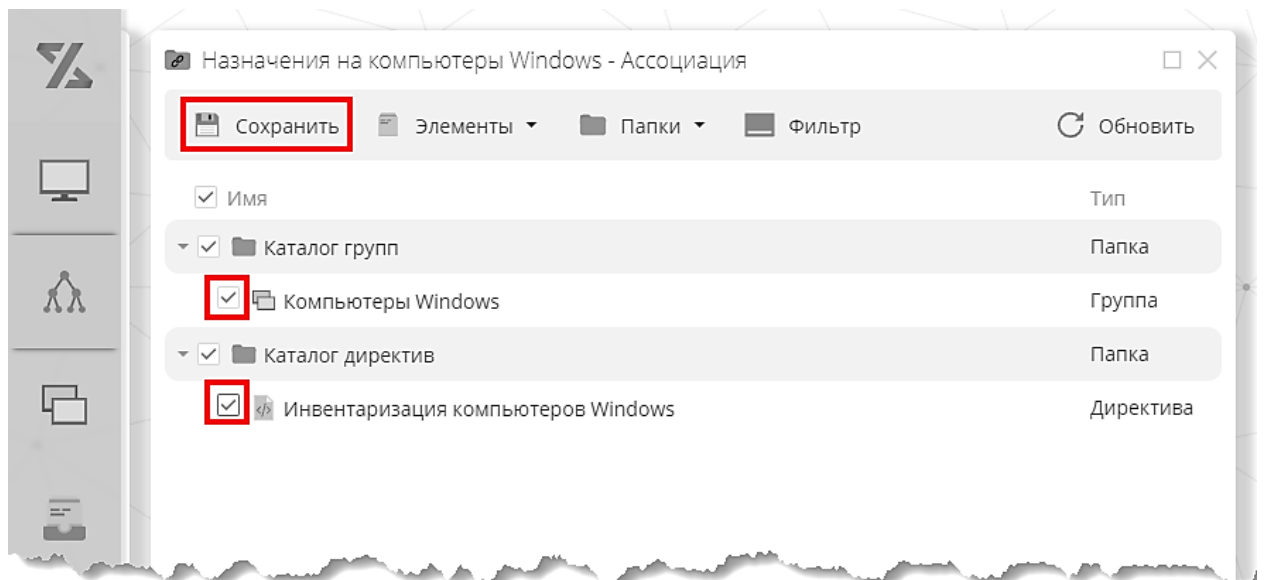 Назначения на компьютеры Windows - Ассоциация
Сохранить Элементы Папки Фильтр Обновить
Имя Тип
Каталог групп Папка
Компьютеры Windows Группа
Каталог директив Папка
Инвентаризация компьютеров Windows Директива